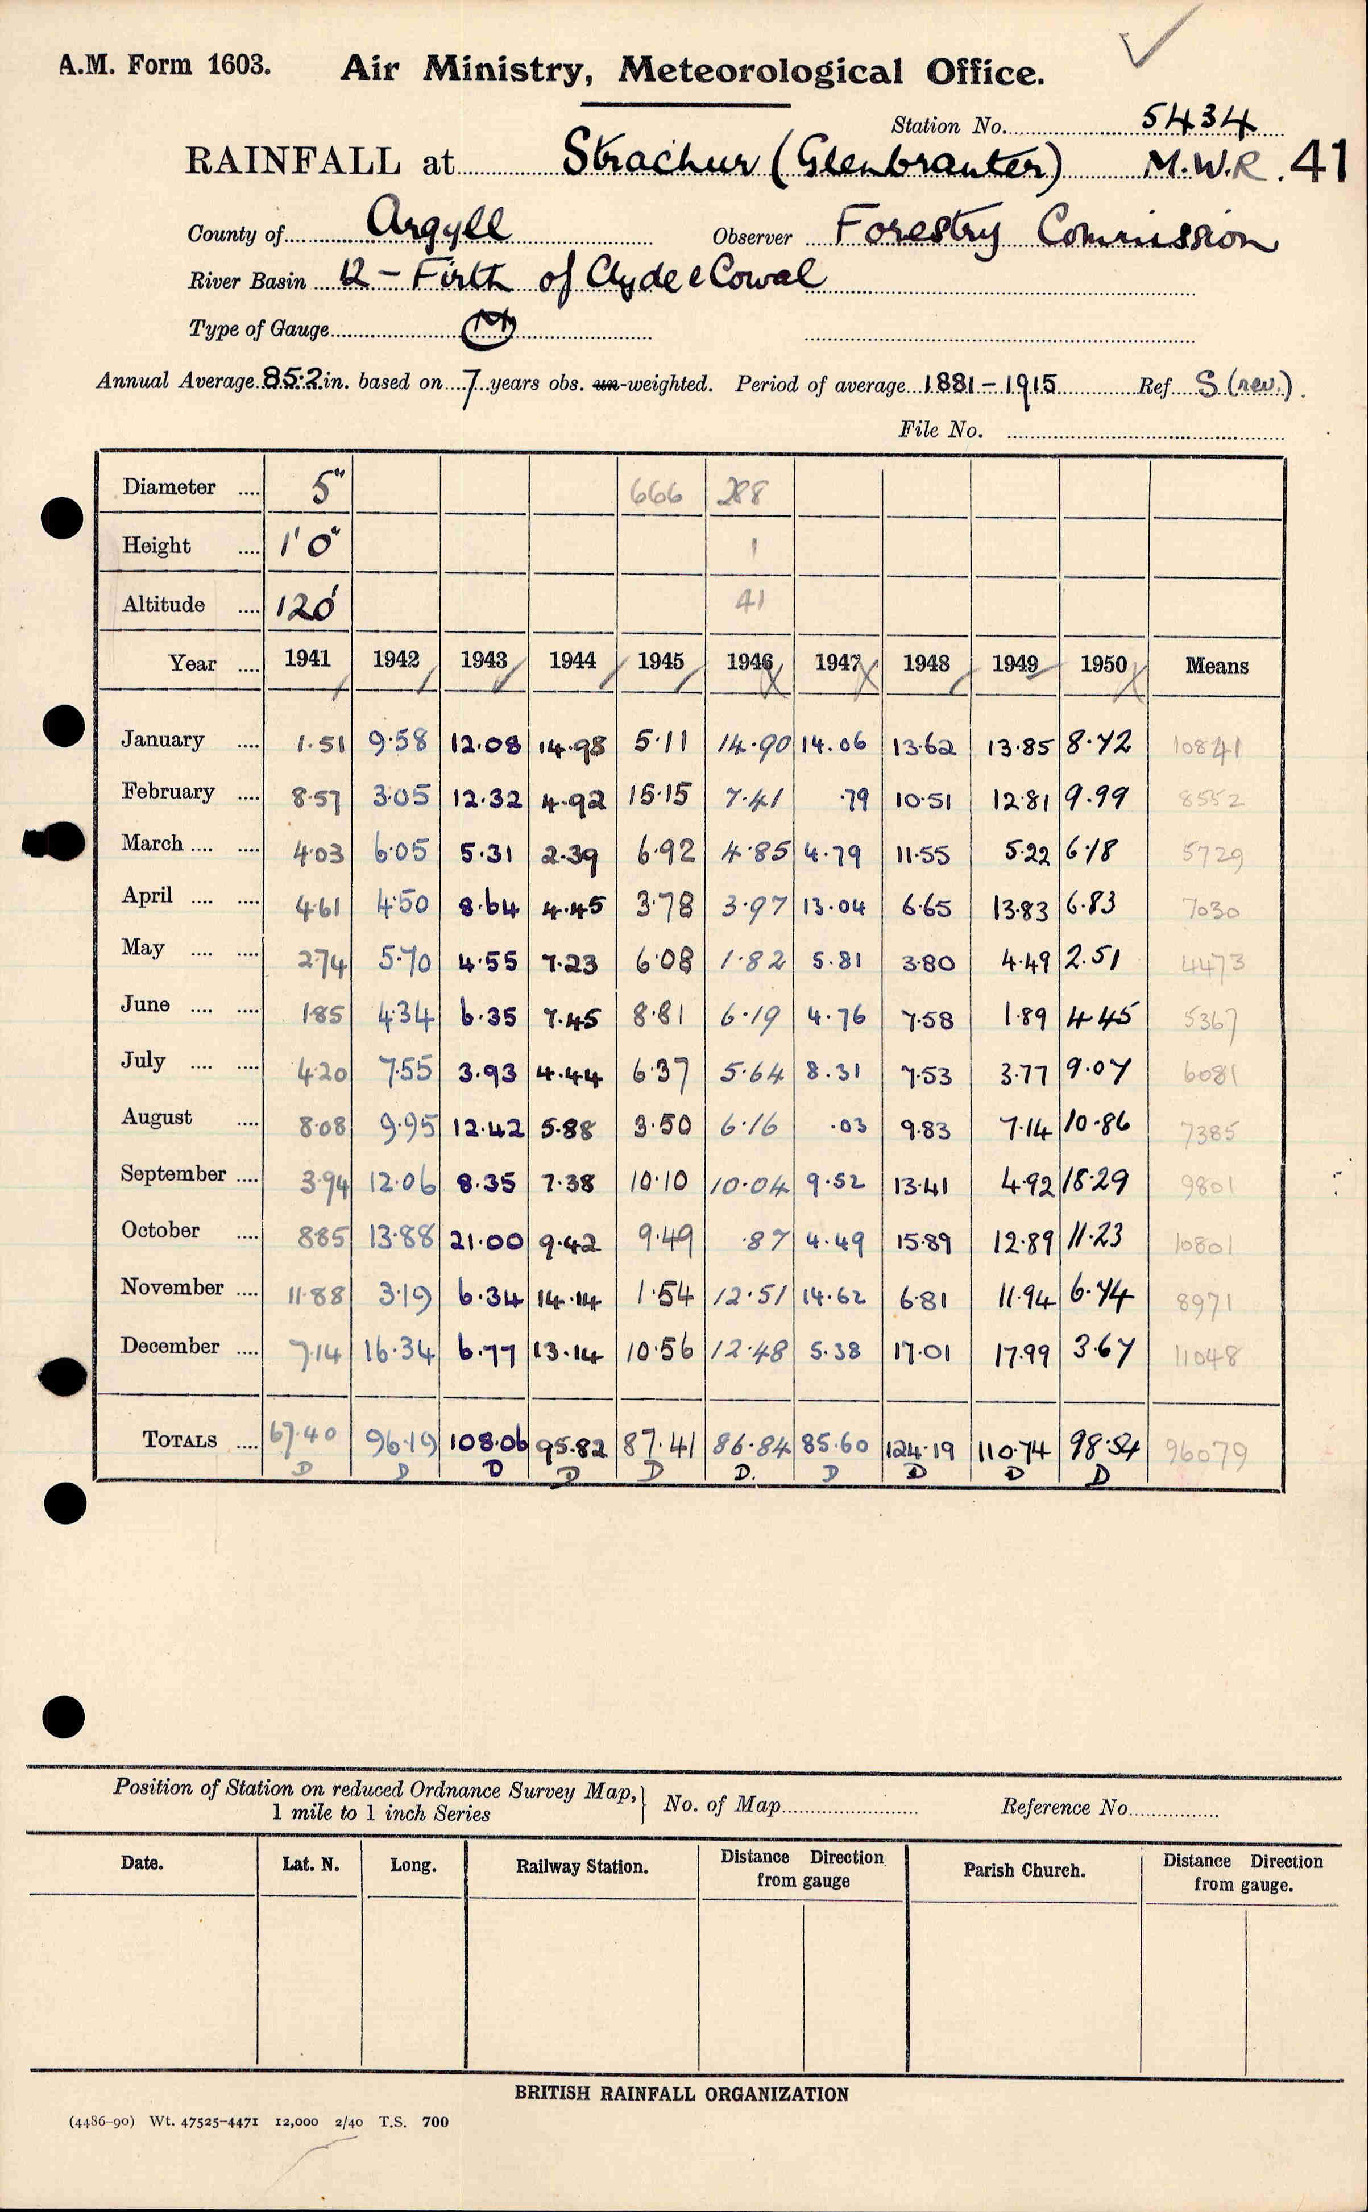 A.M. Form 1603. Air Ministry, Meteorological Office.
Station No. 5434
RAINFALL at Strachur (Glenbranter) M.W.R. 41
County of Argyll Observer Forestry Commission
River Basin 12 - Firth of Clyde & Cowal
Type of Gauge M
Annual Average 85.2 in. based on 7 years obs. un-weighted. Period of average 1881-1915 Ref. S (rev.).
File No.
Diameter .... 5" 666 288
Height .... 1' 0" 1
Altitude .... 120' 41
Year .... 1941 1942 1943 1944 1945 1946 1947 1948 1949 1950 Means
January .... 1.51 9.58 12.08 14.98 5.11 14.90 14.06 13.62 13.85 8.72 10841
February .... 8.57 3.05 12.32 4.92 15.15 7.41 .79 10.51 12.81 9.99 8552
March .... .... 4.03 6.05 5.31 2.39 6.92 4.85 4.79 11.55 5.22 6.18 5729
April .... .... 4.61 4.50 8.64 4.45 3.78 3.97 13.04 6.65 13.83 6.83 7030
May .... .... 2.74 5.70 4.55 7.23 6.08 1.82 5.81 3.80 4.49 2.51 4473
June .... .... 1.85 4.34 6.35 7.45 8.81 6.19 4.76 7.58 1.89 4.45 5367
July .... .... 4.20 7.55 3.93 4.44 6.37 5.64 8.31 7.53 3.77 9.07 6081
August .... 8.08 9.95 12.42 5.88 3.50 6.16 .03 9.83 7.14 10.86 7385
September .... 3.94 12.06 8.35 7.38 10.10 10.04 9.52 13.41 4.92 18.29 9801
October .... 8.85 13.88 21.00 9.42 9.49 .87 4.49 15.89 12.89 11.23 10801
November .... 11.88 3.19 6.34 14.14 1.54 12.51 14.62 6.81 11.94 6.74 8971
December .... 7.14 16.34 6.77 13.14 10.56 12.48 5.38 17.01 17.99 3.67 11048
TOTALS .... 67.40 96.19 108.06 95.82 87.41 86.84 85.60 124.19 110.74 98.54 96079
D D D D D D. D D D D
Position of Station on reduced Ordnance Survey Map,
1 mile to 1 inch Series
No. of Map Reference No.
Date. Lat. N. Long. Railway Station. Distance from gauge Direction Parish Church. Distance Direction from gauge.
BRITISH RAINFALL ORGANIZATION
(4486-90) Wt. 47525-4471 12,000 2/40 T.S. 700